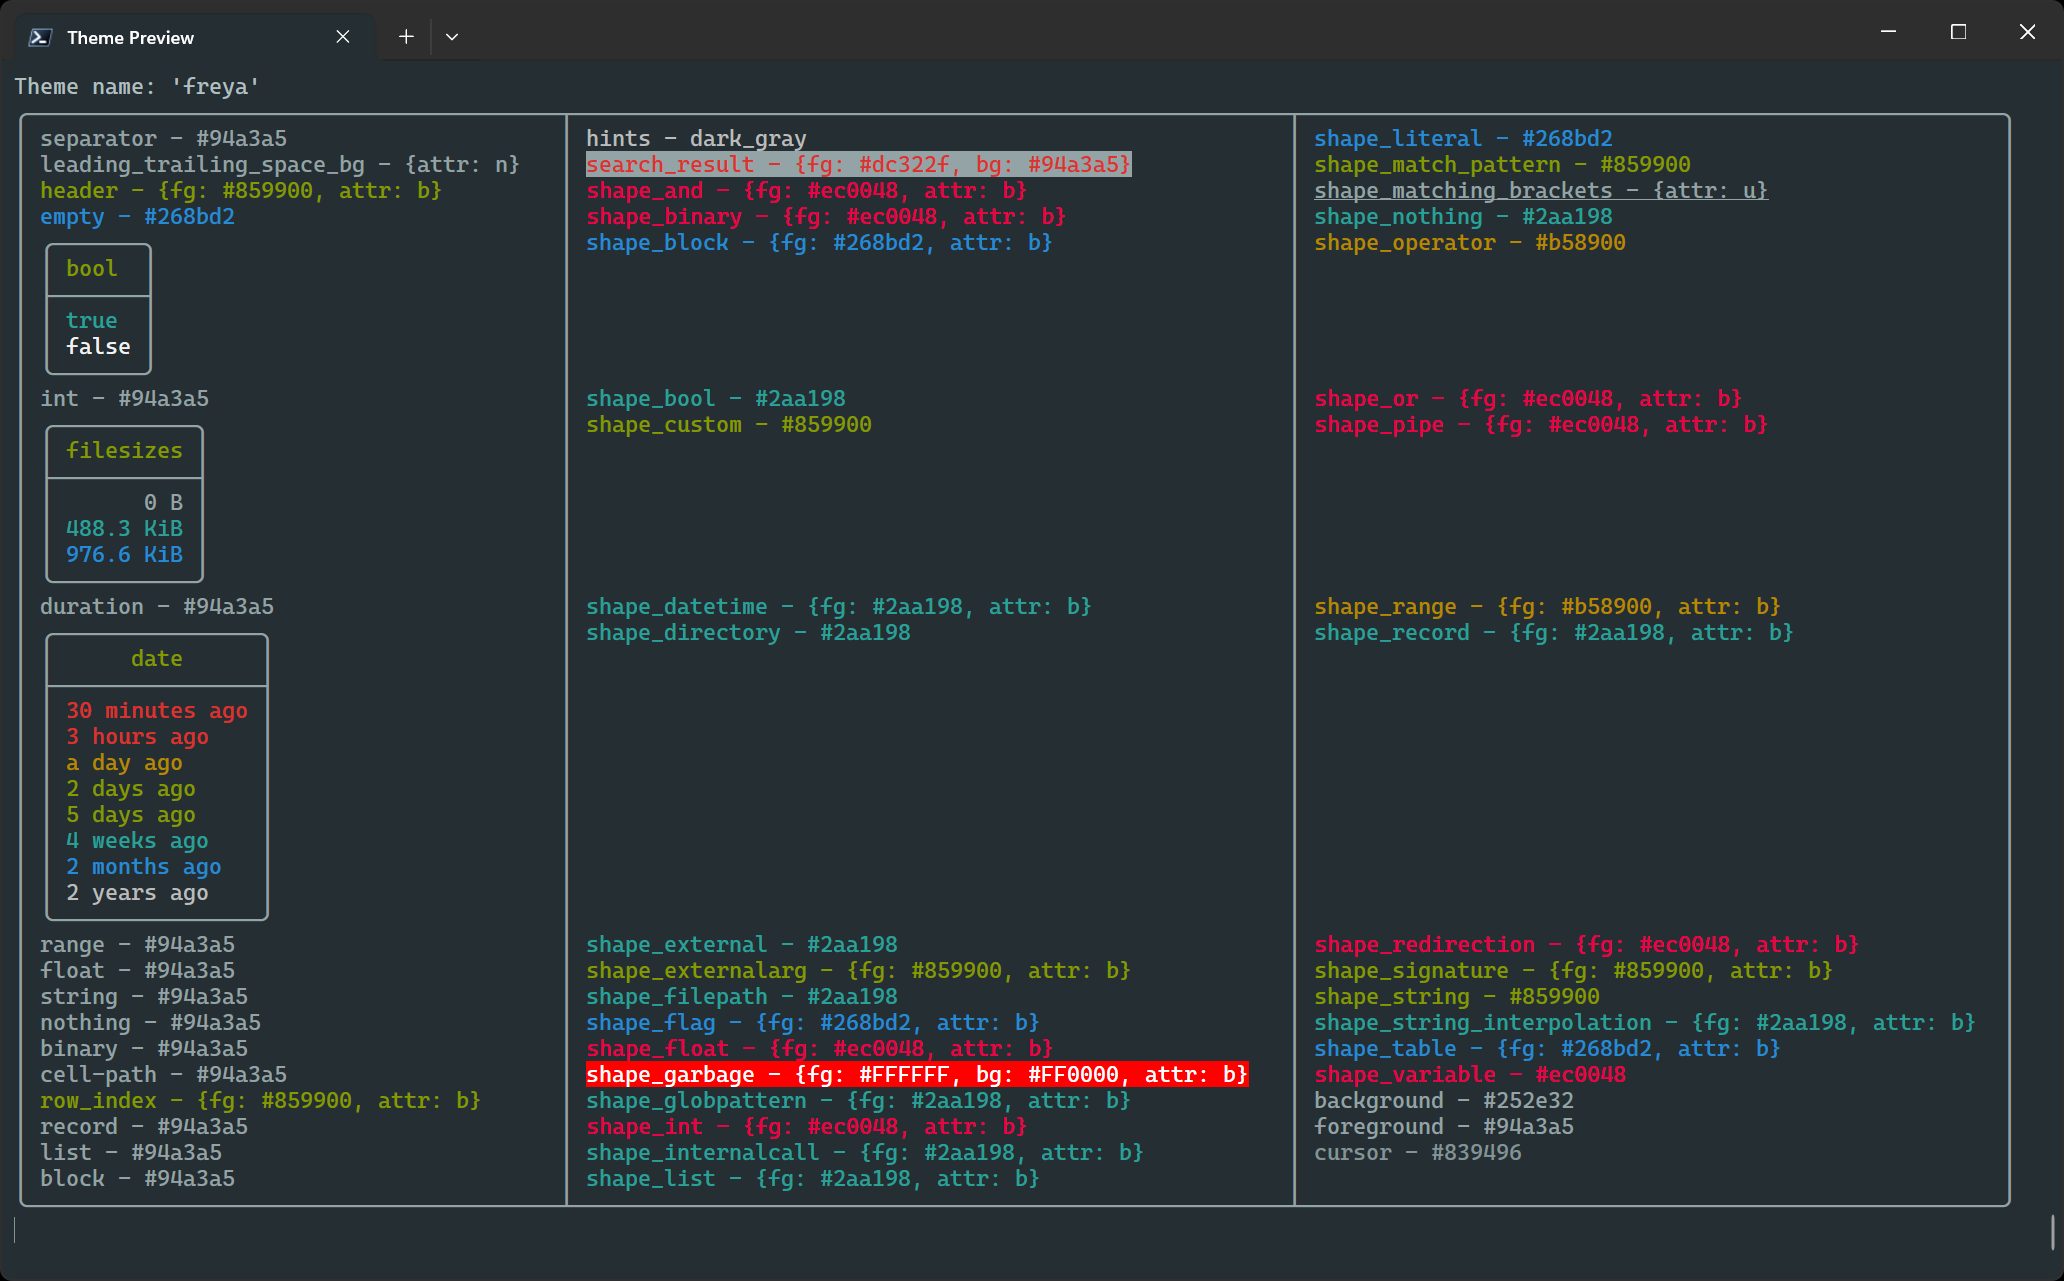 Theme Preview
Theme name: 'freya'
separator - #94a3a5
leading_trailing_space_bg - {attr: n}
header - {fg: #859900, attr: b}
empty - #268bd2
bool
true
false
int - #94a3a5
filesizes
0 B
488.3 KiB
976.6 KiB
duration - #94a3a5
date
30 minutes ago
3 hours ago
a day ago
2 days ago
5 days ago
4 weeks ago
2 months ago
2 years ago
range - #94a3a5
float - #94a3a5
string - #94a3a5
nothing - #94a3a5
binary - #94a3a5
cell-path - #94a3a5
row_index - {fg: #859900, attr: b}
record - #94a3a5
list - #94a3a5
block - #94a3a5
hints - dark_gray
search_result - {fg: #dc322f, bg: #94a3a5}
shape_and - {fg: #ec0048, attr: b}
shape_binary - {fg: #ec0048, attr: b}
shape_block - {fg: #268bd2, attr: b}
shape_bool - #2aa198
shape_custom - #859900
shape_datetime - {fg: #2aa198, attr: b}
shape_directory - #2aa198
shape_external - #2aa198
shape_externalarg - {fg: #859900, attr: b}
shape_filepath - #2aa198
shape_flag - {fg: #268bd2, attr: b}
shape_float - {fg: #ec0048, attr: b}
shape_garbage - {fg: #FFFFFF, bg: #FF0000, attr: b}
shape_globpattern - {fg: #2aa198, attr: b}
shape_int - {fg: #ec0048, attr: b}
shape_internalcall - {fg: #2aa198, attr: b}
shape_list - {fg: #2aa198, attr: b}
shape_literal - #268bd2
shape_match_pattern - #859900
shape_matching_brackets - {attr: u}
shape_nothing - #2aa198
shape_operator - #b58900
shape_or - {fg: #ec0048, attr: b}
shape_pipe - {fg: #ec0048, attr: b}
shape_range - {fg: #b58900, attr: b}
shape_record - {fg: #2aa198, attr: b}
shape_redirection - {fg: #ec0048, attr: b}
shape_signature - {fg: #859900, attr: b}
shape_string - #859900
shape_string_interpolation - {fg: #2aa198, attr: b}
shape_table - {fg: #268bd2, attr: b}
shape_variable - #ec0048
background - #252e32
foreground - #94a3a5
cursor - #839496